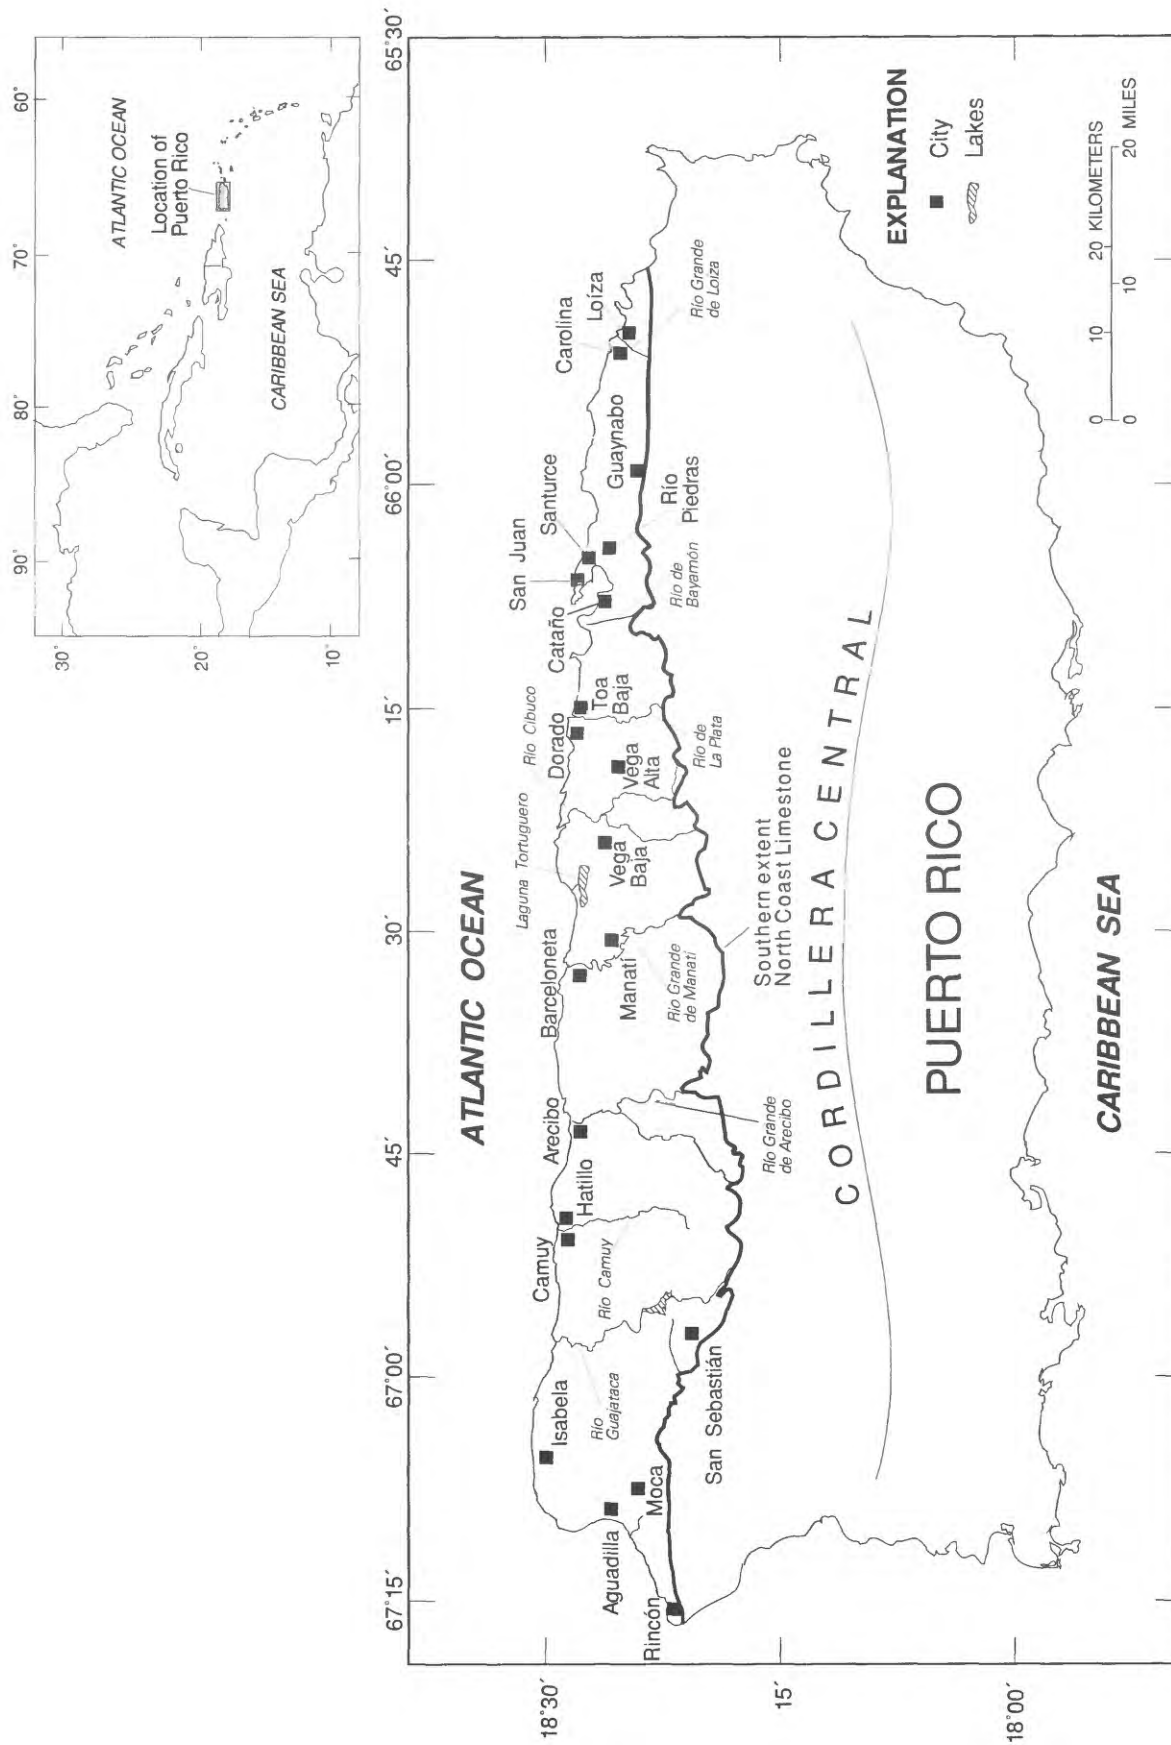 90°
80°
70°
60°
30°
20°
10°
ATLANTIC OCEAN
Location of
Puerto Rico
CARIBBEAN SEA
67°15′
67°00′
45′
30′
15′
66°00′
45′
65°30′
18°30′
15′
18°00′
ATLANTIC OCEAN
Rincón
Aguadilla
Moca
Isabela
Río
Guajataca
San Sebastián
Camuy
Río Camuy
Hatillo
Arecibo
Río Grande
de Arecibo
Barceloneta
Manatí
Río Grande
de Manatí
Laguna Tortuguero
Vega
Baja
Río Cibuco
Vega
Alta
Dorado
Toa
Baja
Río de
La Plata
Cataño
San Juan
Santurce
Río de
Bayamón
Río
Piedras
Guaynabo
Carolina
Loíza
Río Grande
de Loíza
Southern extent
North Coast Limestone
CORDILLERA CENTRAL
PUERTO RICO
CARIBBEAN SEA
EXPLANATION
City
Lakes
0 10 20 KILOMETERS
0 10 20 MILES